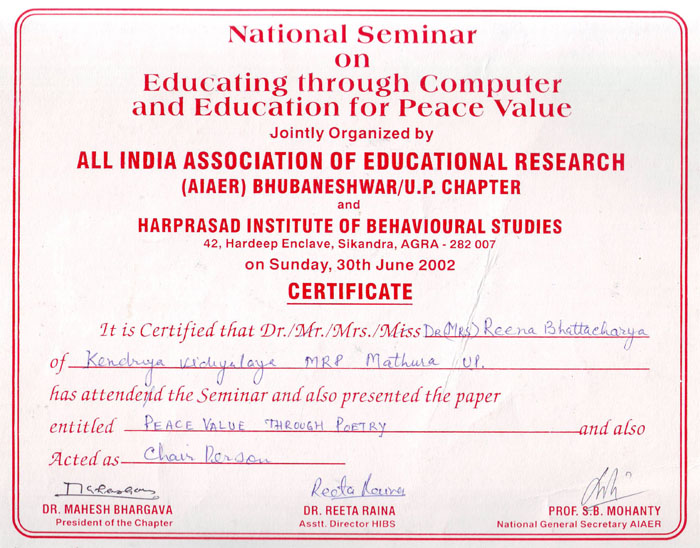 National Seminar
on
Educating through Computer
and Education for Peace Value
Jointly Organized by
ALL INDIA ASSOCIATION OF EDUCATIONAL RESEARCH
(AIAER) BHUBANESHWAR/U.P. CHAPTER
and
HARPRASAD INSTITUTE OF BEHAVIOURAL STUDIES
42, Hardeep Enclave, Sikandra, AGRA - 282 007
on Sunday, 30th June 2002
CERTIFICATE
It is Certified that Dr./Mr./Mrs./Miss Dr (Mrs) Reena Bhattacharya
of Kendriya Vidyalaya MRP Mathura UP.
has attendend the Seminar and also presented the paper
entitled PEACE VALUE THROUGH POETRY and also
Acted as Chair Person
Reeta Raina
DR. MAHESH BHARGAVA DR. REETA RAINA PROF. S.B. MOHANTY
President of the Chapter Asstt. Director HIBS National General Secretary AIAER